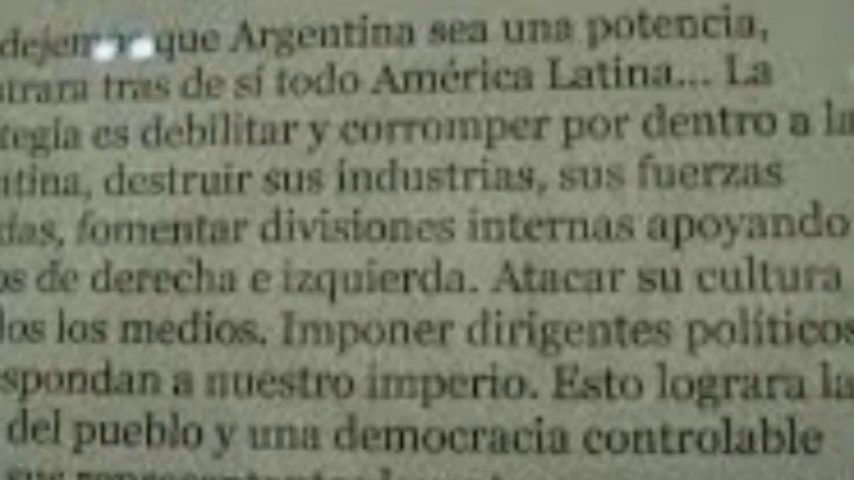 que Argentina sea una potencia,
tras de sí todo América Latina... La
es debilitar y corromper por dentro a la
destruir sus industrias, sus fuerzas
fomentar divisiones internas apoyando
de derecha e izquierda. Atacar su cultura
los medios. Imponer dirigentes políticos
a nuestro imperio. Esto lograra la
del pueblo y una democracia controlable